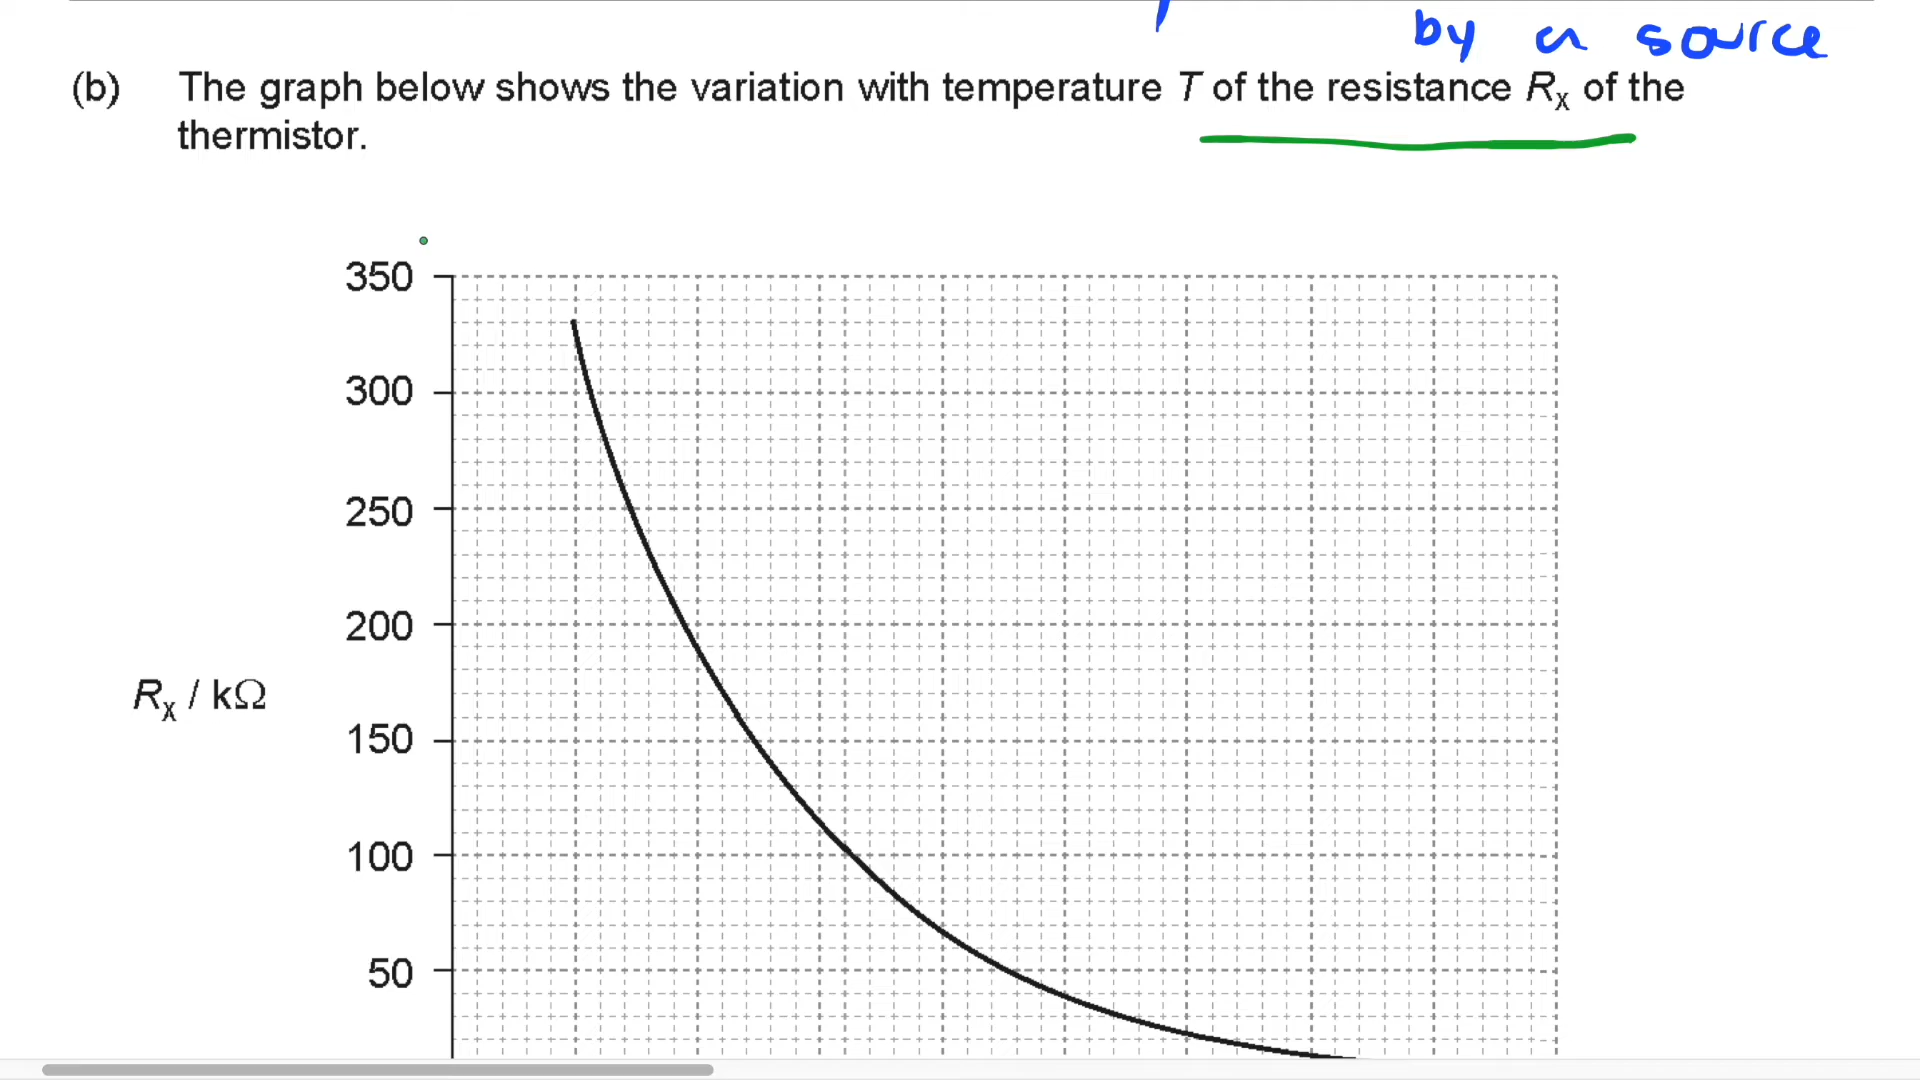 by a source
(b) The graph below shows the variation with temperature T of the resistance Rx of the
thermistor.
350
300
250
200
Rx / kΩ
150
100
50